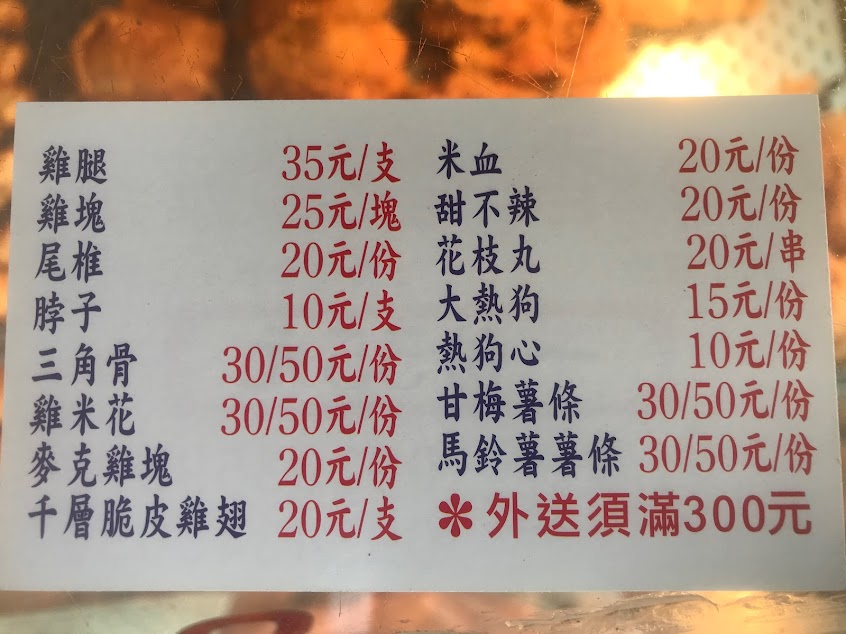 雞腿 35元/支
雞塊 25元/塊
尾椎 20元/份
脖子 10元/支
三角骨 30/50元/份
雞米花 30/50元/份
麥克雞塊 20元/份
千層脆皮雞翅 20元/支
米血 20元/份
甜不辣 20元/份
花枝丸 20元/串
大熱狗 15元/份
熱狗心 10元/份
甘梅薯條 30/50元/份
馬鈴薯薯條 30/50元/份
✽外送須滿300元